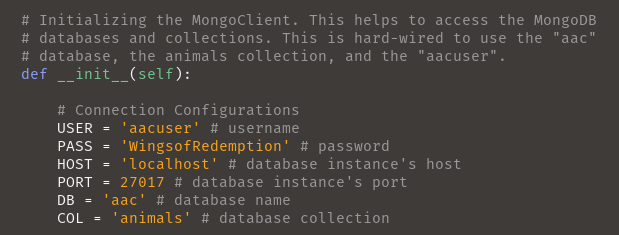 # Initializing the MongoClient. This helps to access the MongoDB
# databases and collections. This is hard-wired to use the "aac"
# database, the animals collection, and the "aacuser".
def __init__(self):
# Connection Configurations
USER = 'aacuser' # username
PASS = 'WingsofRedemption' # password
HOST = 'localhost' # database instance's host
PORT = 27017 # database instance's port
DB = 'aac' # database name
COL = 'animals' # database collection